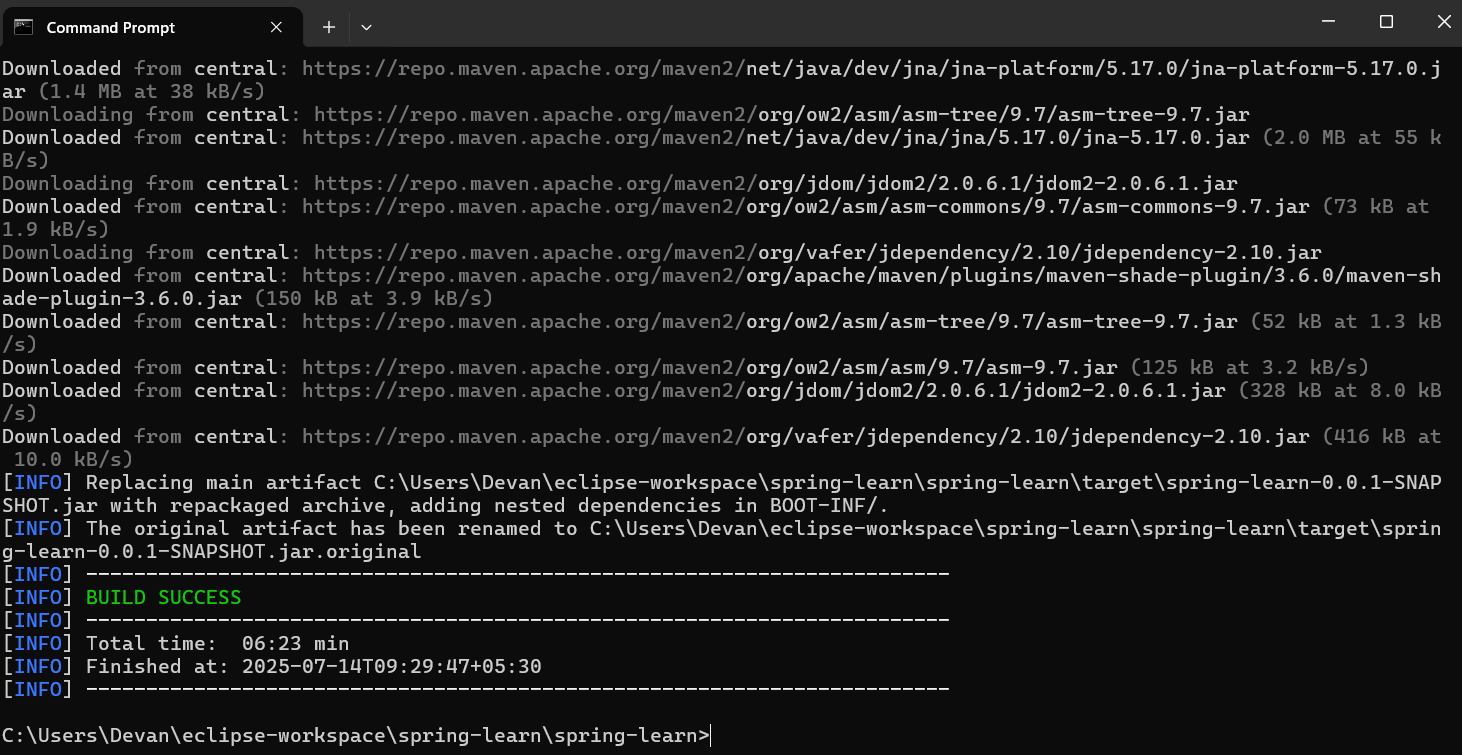 Command Prompt
Downloaded from central: https://repo.maven.apache.org/maven2/net/java/dev/jna/jna-platform/5.17.0/jna-platform-5.17.0.j
ar (1.4 MB at 38 kB/s)
Downloading from central: https://repo.maven.apache.org/maven2/org/ow2/asm/asm-tree/9.7/asm-tree-9.7.jar
Downloaded from central: https://repo.maven.apache.org/maven2/net/java/dev/jna/jna/5.17.0/jna-5.17.0.jar (2.0 MB at 55 k
B/s)
Downloading from central: https://repo.maven.apache.org/maven2/org/jdom/jdom2/2.0.6.1/jdom2-2.0.6.1.jar
Downloaded from central: https://repo.maven.apache.org/maven2/org/ow2/asm/asm-commons/9.7/asm-commons-9.7.jar (73 kB at
1.9 kB/s)
Downloading from central: https://repo.maven.apache.org/maven2/org/vafer/jdependency/2.10/jdependency-2.10.jar
Downloaded from central: https://repo.maven.apache.org/maven2/org/apache/maven/plugins/maven-shade-plugin/3.6.0/maven-sh
ade-plugin-3.6.0.jar (150 kB at 3.9 kB/s)
Downloaded from central: https://repo.maven.apache.org/maven2/org/ow2/asm/asm-tree/9.7/asm-tree-9.7.jar (52 kB at 1.3 kB
/s)
Downloaded from central: https://repo.maven.apache.org/maven2/org/ow2/asm/asm/9.7/asm-9.7.jar (125 kB at 3.2 kB/s)
Downloaded from central: https://repo.maven.apache.org/maven2/org/jdom/jdom2/2.0.6.1/jdom2-2.0.6.1.jar (328 kB at 8.0 kB
/s)
Downloaded from central: https://repo.maven.apache.org/maven2/org/vafer/jdependency/2.10/jdependency-2.10.jar (416 kB at
 10.0 kB/s)
[INFO] Replacing main artifact C:\Users\Devan\eclipse-workspace\spring-learn\spring-learn\target\spring-learn-0.0.1-SNAP
SHOT.jar with repackaged archive, adding nested dependencies in BOOT-INF/.
[INFO] The original artifact has been renamed to C:\Users\Devan\eclipse-workspace\spring-learn\spring-learn\target\sprin
g-learn-0.0.1-SNAPSHOT.jar.original
[INFO] ------------------------------------------------------------------------
[INFO] BUILD SUCCESS
[INFO] ------------------------------------------------------------------------
[INFO] Total time:  06:23 min
[INFO] Finished at: 2025-07-14T09:29:47+05:30
[INFO] ------------------------------------------------------------------------
C:\Users\Devan\eclipse-workspace\spring-learn\spring-learn>